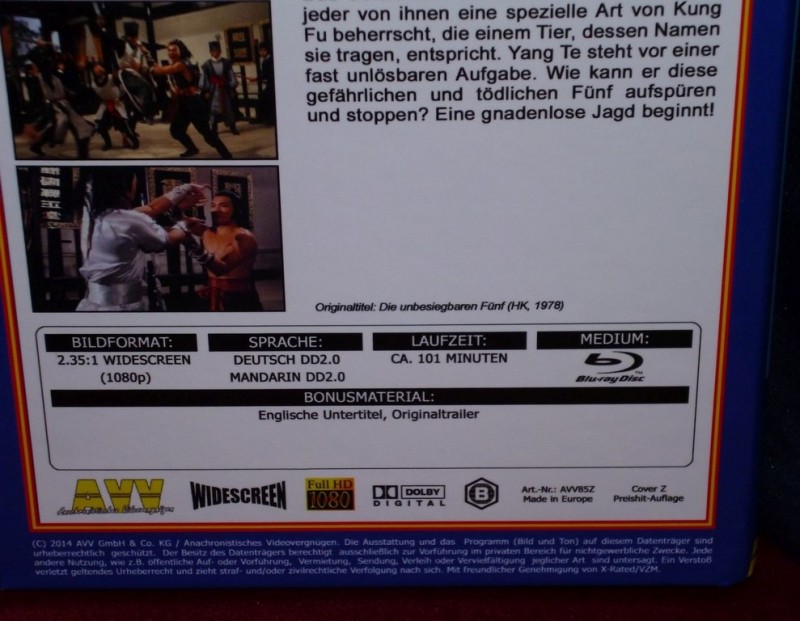 jeder von ihnen eine spezielle Art von Kung
Fu beherrscht, die einem Tier, dessen Namen
sie tragen, entspricht. Yang Te steht vor einer
fast unlösbaren Aufgabe. Wie kann er diese
gefährlichen und tödlichen Fünf aufspüren
und stoppen? Eine gnadenlose Jagd beginnt!
Originaltitel: Die unbesiegbaren Fünf (HK, 1978)
BILDFORMAT: SPRACHE: LAUFZEIT: MEDIUM:
2.35:1 WIDESCREEN DEUTSCH DD2.0 CA. 101 MINUTEN
(1080p) MANDARIN DD2.0 Blu-ray Disc™
BONUSMATERIAL:
Englische Untertitel, Originaltrailer
AVV WIDESCREEN Full HD 1080 DOLBY DIGITAL B Art.-Nr.: AVV85Z Cover Z
Anachronistisches Videovergnügen Made in Europe Preishit-Auflage
(C) 2014 AVV GmbH & Co. KG / Anachronistisches Videovergnügen. Die Ausstattung und das Programm (Bild und Ton) auf diesem Datenträger sind
urheberrechtlich geschützt. Der Besitz des Datenträgers berechtigt ausschließlich zur Vorführung im privaten Bereich für nichtgewerbliche Zwecke. Jede
andere Nutzung, wie z.B. öffentliche Auf- oder Vorführung, Vermietung, Sendung, Verleih oder Vervielfältigung jeglicher Art sind untersagt. Ein Verstoß
verletzt geltendes Urheberrecht und zieht straf- und/oder zivilrechtliche Verfolgung nach sich. Mit freundlicher Genehmigung von X-Rated/VZM.